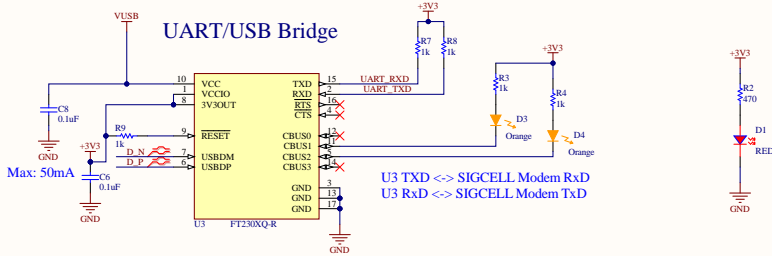 UART/USB Bridge
VUSB
+3V3
R7
1k
R8
1k
+3V3
R3
1k
R4
1k
+3V3
R2
470
C8
0.1uF
GND
10 VCC TXD 15 UART_RXD
1 VCCIO RXD 2 UART_TXD
8 3V3OUT RTS 16
CTS 4
R9
1k
9 RESET CBUS0 12
CBUS1 11
CBUS2 5
CBUS3 14
D_N 7 USBDM
D_P 6 USBDP
+3V3
Max: 50mA
C6
0.1uF
GND
GND 3
GND 13
GND 17
U3 FT230XQ-R
GND
D3
Orange
D4
Orange
D1
RED
GND
U3 TXD <-> SIGCELL Modem RxD
U3 RxD <-> SIGCELL Modem TxD